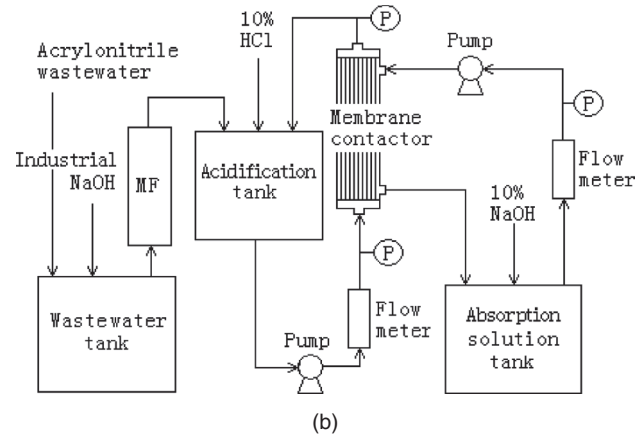 10%
HCl
P
Pump
Acrylonitrile
wastewater
P
Membrane
contactor
Industrial
NaOH
MF
Acidification
tank
Flow
meter
10%
NaOH
P
Flow
meter
Wastewater
tank
Pump
Absorption
solution
tank
(b)